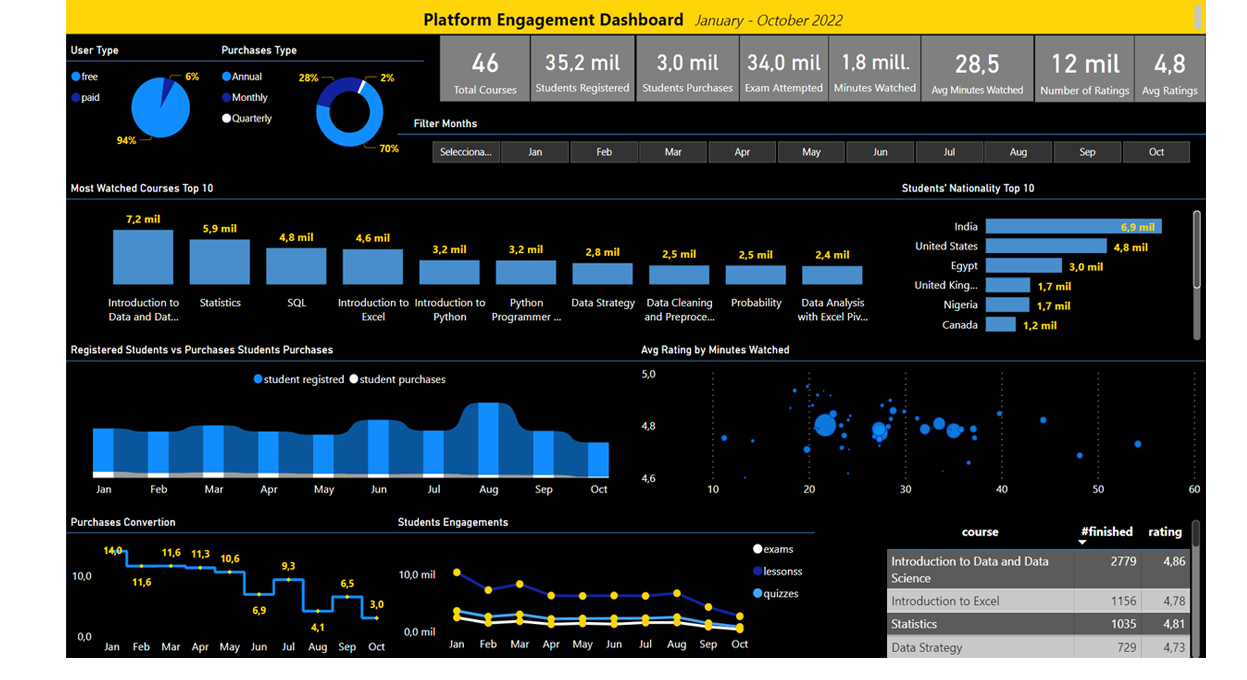 Platform Engagement Dashboard January - October 2022
User Type
free
paid
6%
94%
Purchases Type
Annual
Monthly
Quarterly
28%
2%
70%
46
Total Courses
35,2 mil
Students Registered
3,0 mil
Students Purchases
34,0 mil
Exam Attempted
1,8 mill.
Minutes Watched
28,5
Avg Minutes Watched
12 mil
Number of Ratings
4,8
Avg Ratings
Filter Months
Selecciona... Jan Feb Mar Apr May Jun Jul Aug Sep Oct
Most Watched Courses Top 10
7,2 mil 5,9 mil 4,8 mil 4,6 mil 3,2 mil 3,2 mil 2,8 mil 2,5 mil 2,5 mil 2,4 mil
Introduction to Statistics SQL Introduction to Introduction to Python Data Strategy Data Cleaning Probability Data Analysis
Data and Dat... Excel Python Programmer ... and Preproce... with Excel Piv...
Students' Nationality Top 10
India 6,9 mil
United States 4,8 mil
Egypt 3,0 mil
United King... 1,7 mil
Nigeria 1,7 mil
Canada 1,2 mil
Registered Students vs Purchases Students Purchases
student registred student purchases
Jan Feb Mar Apr May Jun Jul Aug Sep Oct
Avg Rating by Minutes Watched
5,0
4,8
4,6
10 20 30 40 50 60
Purchases Convertion
14,0 11,6 11,6 11,3 10,6 6,9 9,3 4,1 6,5 3,0
10,0
0,0
Jan Feb Mar Apr May Jun Jul Aug Sep Oct
Students Engagements
exams
lessonss
quizzes
10,0 mil
0,0 mil
Jan Feb Mar Apr May Jun Jul Aug Sep Oct
course #finished rating
Introduction to Data and Data 2779 4,86
Science
Introduction to Excel 1156 4,78
Statistics 1035 4,81
Data Strategy 729 4,73